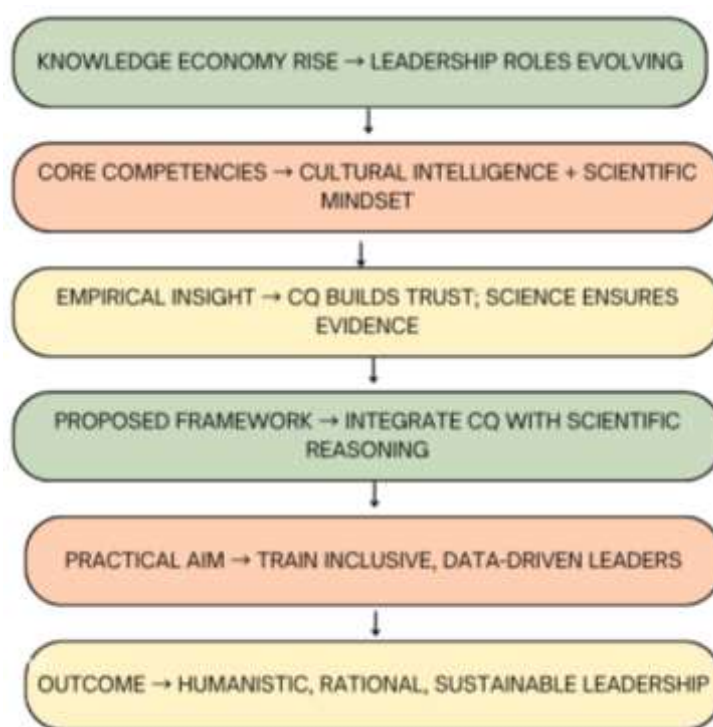 KNOWLEDGE ECONOMY RISE → LEADERSHIP ROLES EVOLVING
CORE COMPETENCIES → CULTURAL INTELLIGENCE + SCIENTIFIC
MINDSET
EMPIRICAL INSIGHT → CQ BUILDS TRUST; SCIENCE ENSURES
EVIDENCE
PROPOSED FRAMEWORK → INTEGRATE CQ WITH SCIENTIFIC
REASONING
PRACTICAL AIM → TRAIN INCLUSIVE, DATA-DRIVEN LEADERS
OUTCOME → HUMANISTIC, RATIONAL, SUSTAINABLE LEADERSHIP